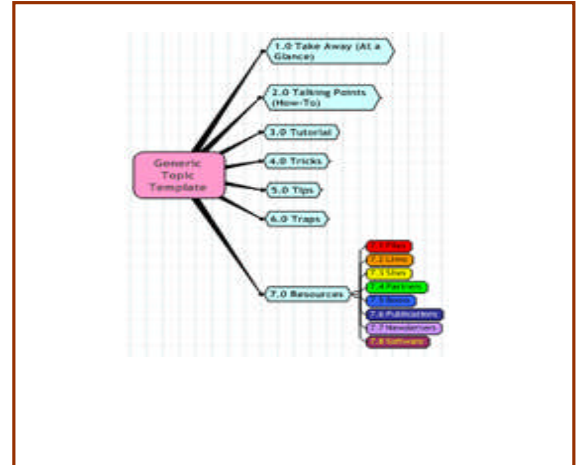 1.0 Take Away (At a
Glance)
2.0 Talking Points
(How-To)
3.0 Tutorial
4.0 Tricks
Generic
Topic
Template
5.0 Tips
6.0 Traps
7.0 Resources
7.1 Files
7.2
7.3 Sites
7.4 Partners
7.5
7.6 Publications
7.7 Newsletters
7.8 Software